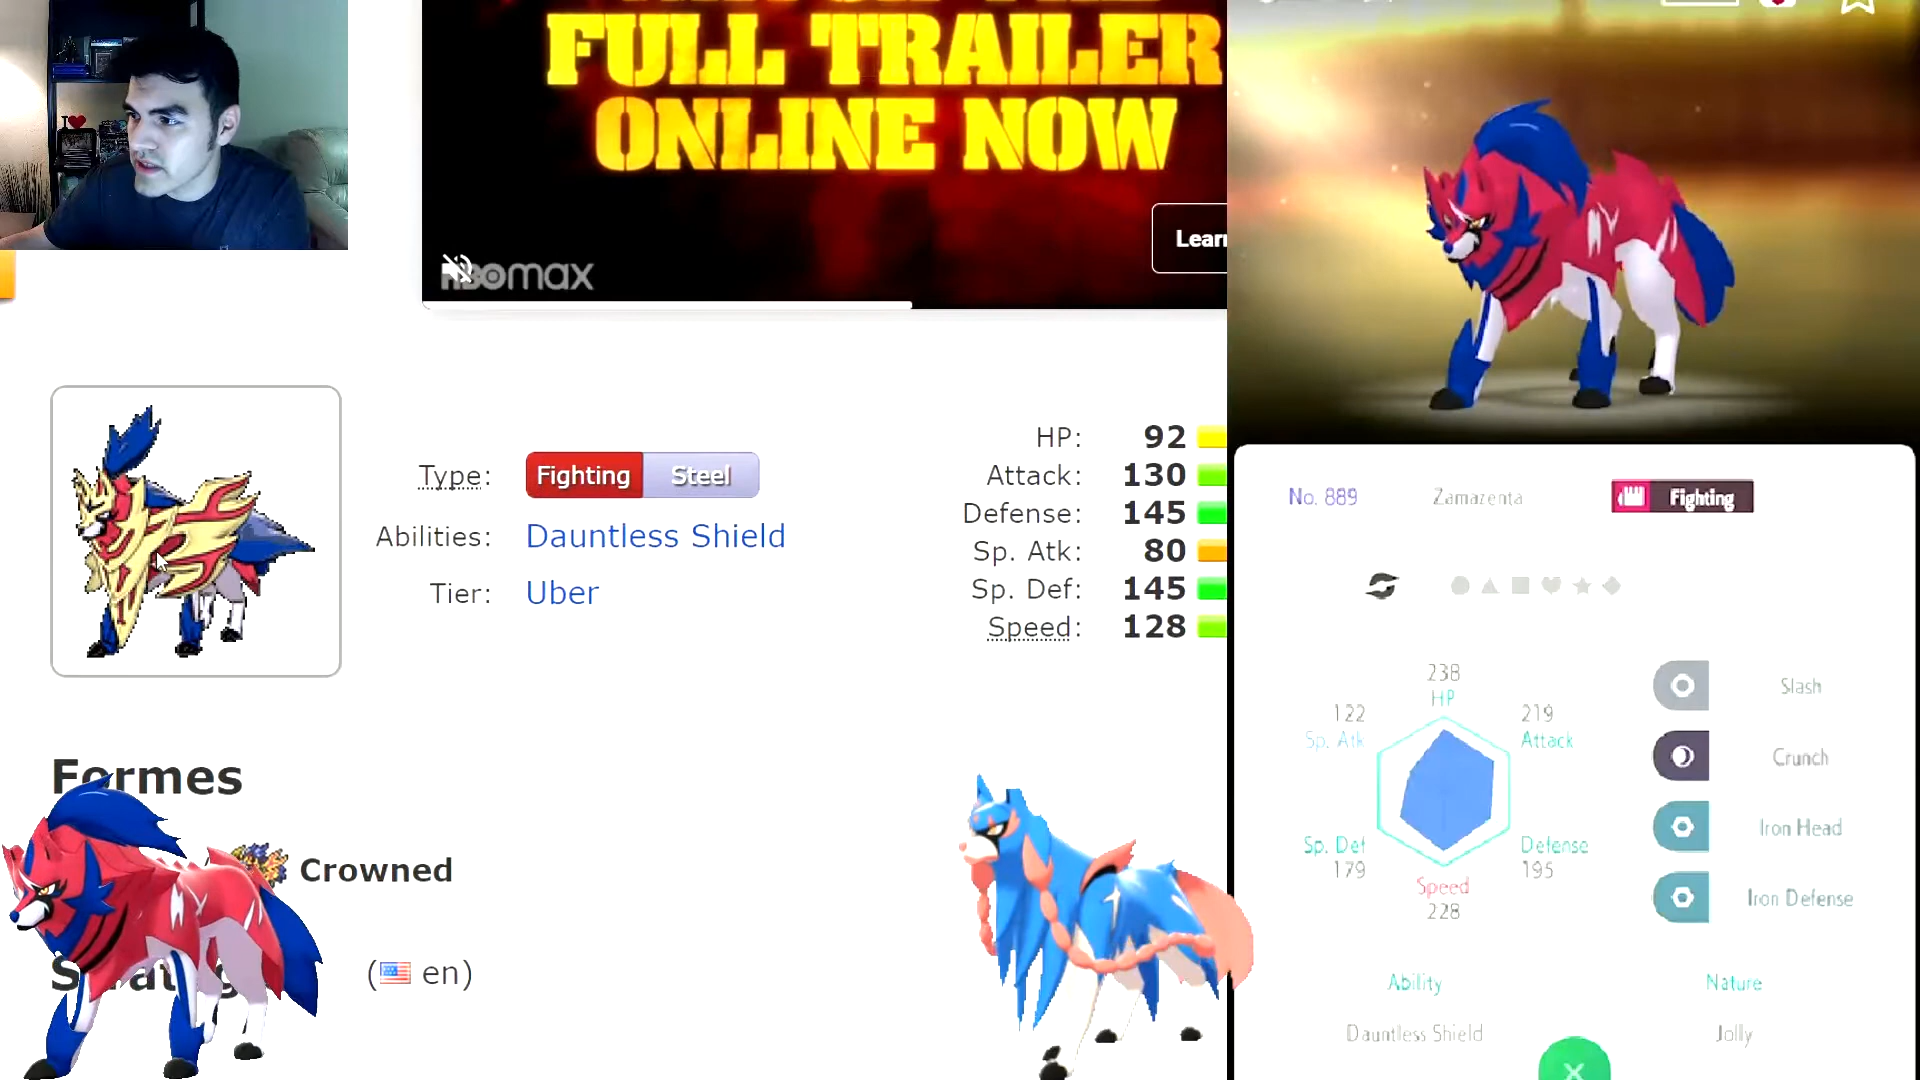 FULL TRAILER
ONLINE NOW
Learn
HBOmax
Type: Fighting Steel
Abilities: Dauntless Shield
Tier: Uber
HP: 92
Attack: 130
Defense: 145
Sp. Atk: 80
Sp. Def: 145
Speed: 128
Formes
Crowned
(en)
No. 889 Zamazenta Fighting
238
HP
122
Sp. Atk
219
Attack
Sp. Def
179
Defense
195
Speed
228
Slash
Crunch
Iron Head
Iron Defense
Ability
Dauntless Shield
Nature
Jolly